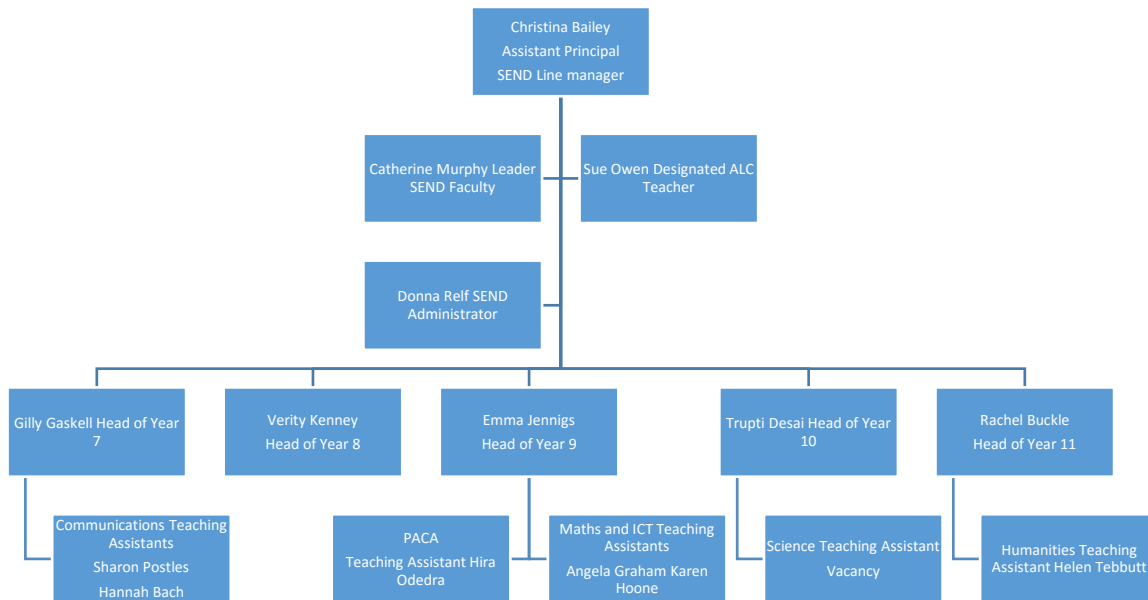 Christina Bailey
Assistant Principal
SEND Line manager
Catherine Murphy Leader
SEND Faculty
Sue Owen Designated ALC
Teacher
Donna Relf SEND
Administrator
Gilly Gaskell Head of Year
7
Verity Kenney
Head of Year 8
Emma Jennigs
Head of Year 9
Trupti Desai Head of Year
10
Rachel Buckle
Head of Year 11
Communications Teaching
Assistants
Sharon Postles
Hannah Bach
PACA
Teaching Assistant Hira
Odedra
Maths and ICT Teaching
Assistants
Angela Graham Karen
Hoone
Science Teaching Assistant
Vacancy
Humanities Teaching
Assistant Helen Tebbutt